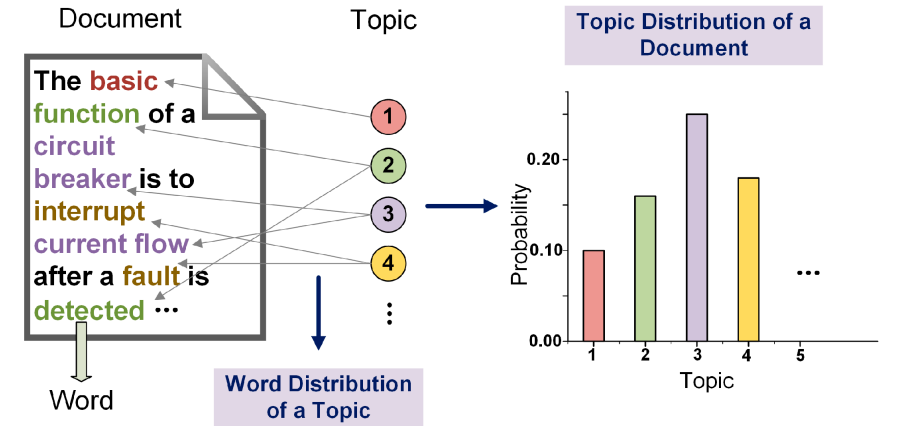 Document
Topic
Topic Distribution of a
Document
The basic
function of a
circuit
breaker is to
interrupt
current flow
after a fault is
detected ...
Word
1
2
3
4
⋮
Word Distribution
of a Topic
Probability
0.20
0.10
0.00
1
2
3
4
5
...
Topic